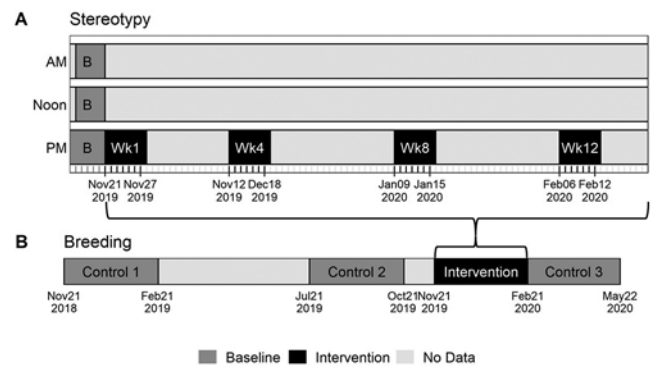 A Stereotypy
AM B
Noon B
PM B Wk1 Wk4 Wk8 Wk12
Nov21 Nov27 Nov12 Dec18 Jan09 Jan15 Feb06 Feb12
2019 2019 2019 2019 2020 2020 2020 2020
B Breeding
Control 1 Control 2 Intervention Control 3
Nov21 Feb21 Jul21 Oct21 Nov21 Feb21 May22
2018 2019 2019 2019 2019 2020 2020
Baseline Intervention No Data